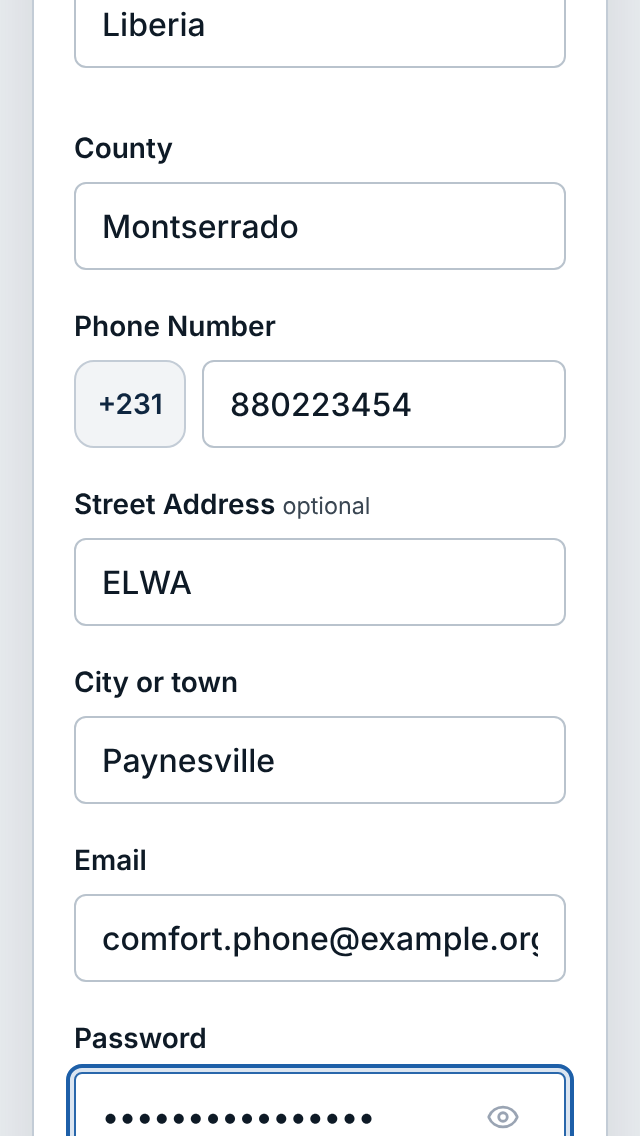 Liberia
County
Montserrado
Phone Number
+231 880223454
Street Address optional
ELWA
City or town
Paynesville
Email
comfort.phone@example.org
Password
••••••••••••••••